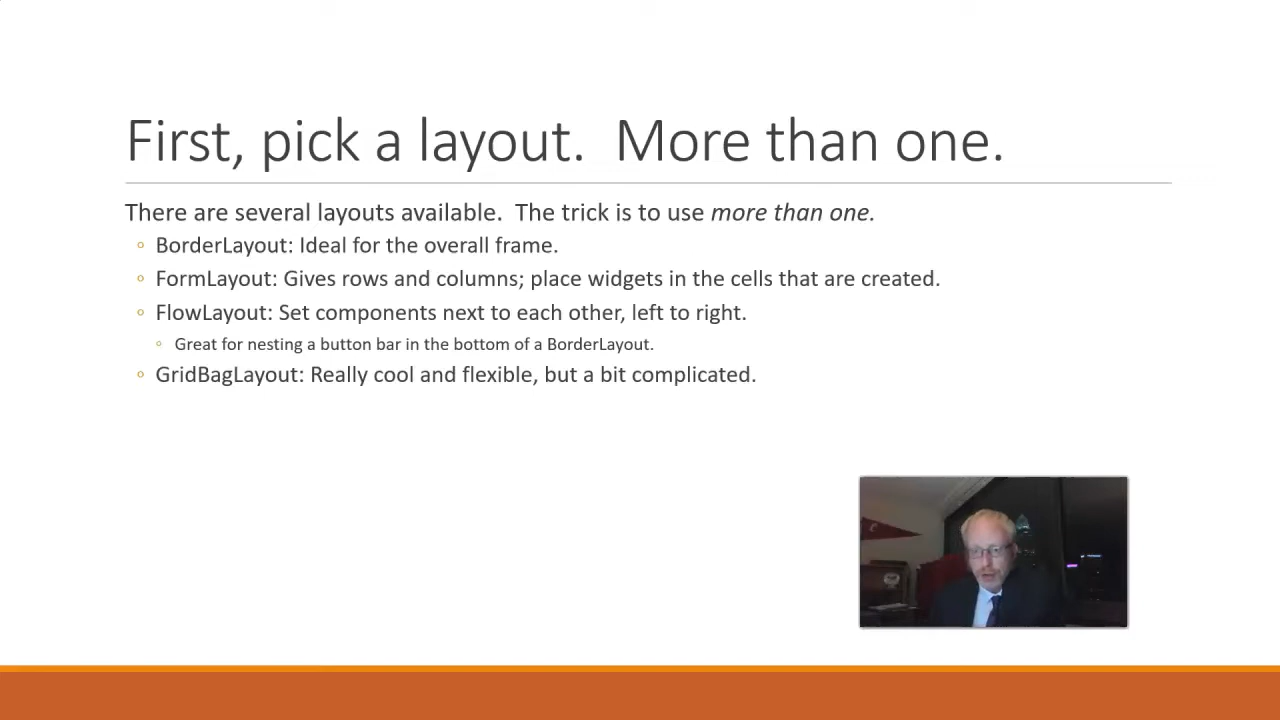 First, pick a layout.  More than one.
There are several layouts available.  The trick is to use more than one.
◦ BorderLayout: Ideal for the overall frame.
◦ FormLayout: Gives rows and columns; place widgets in the cells that are created.
◦ FlowLayout: Set components next to each other, left to right.
◦ Great for nesting a button bar in the bottom of a BorderLayout.
◦ GridBagLayout: Really cool and flexible, but a bit complicated.